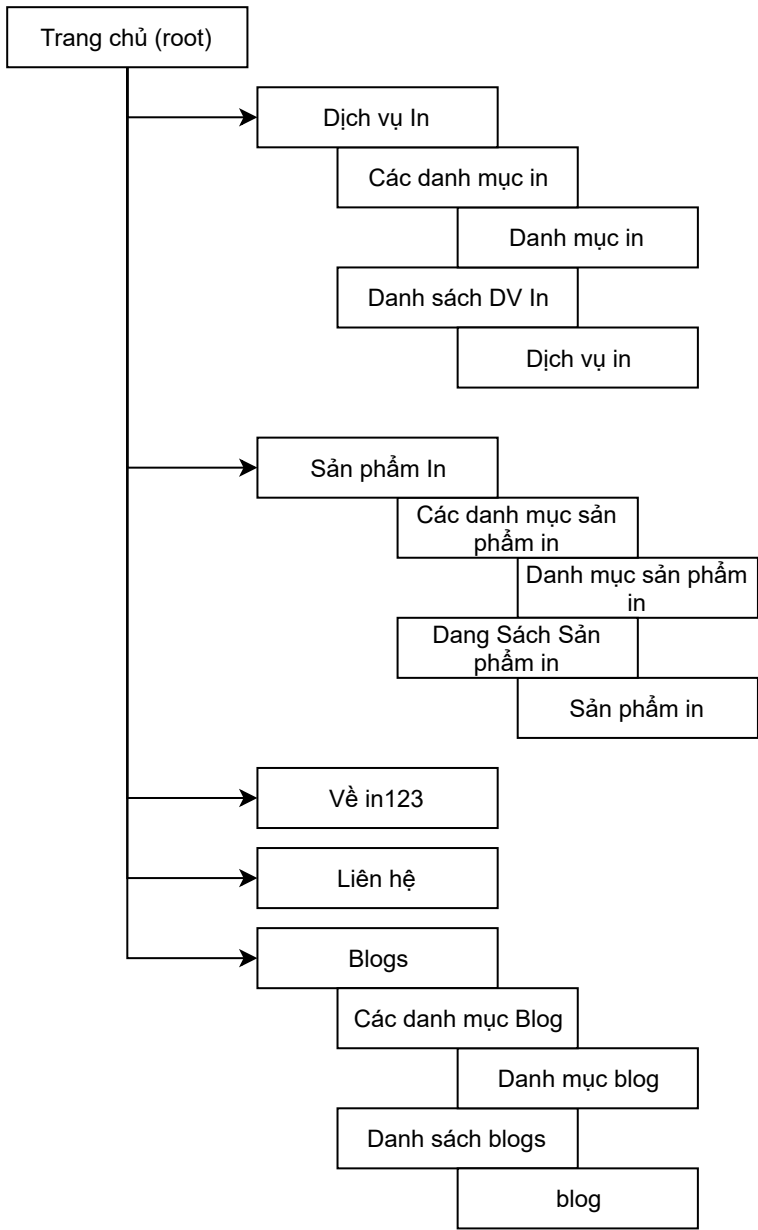 Trang chủ (root)
Dịch vụ In
Các danh mục in
Danh mục in
Danh sách DV In
Dịch vụ in
Sản phẩm In
Các danh mục sản
phẩm in
Danh mục sản phẩm
in
Dang Sách Sản
phẩm in
Sản phẩm in
Về in123
Liên hệ
Blogs
Các danh mục Blog
Danh mục blog
Danh sách blogs
blog